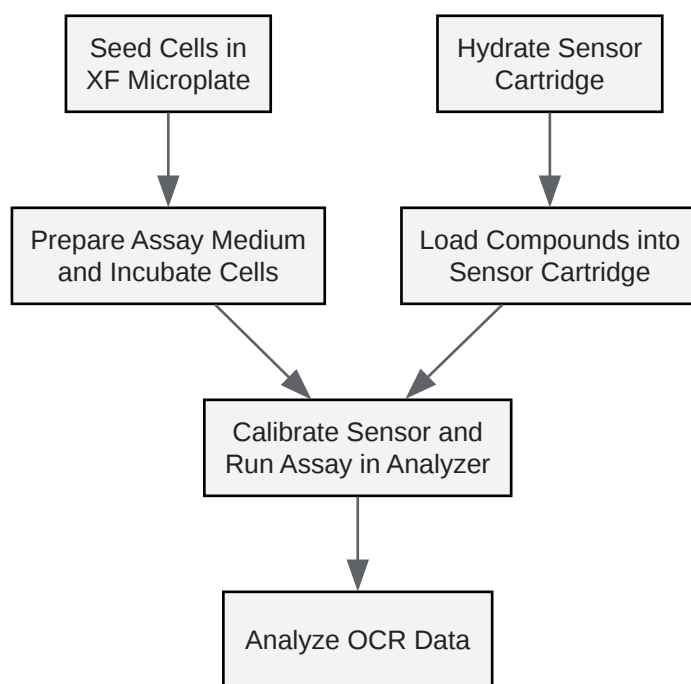 Seed Cells in
XF Microplate
Hydrate Sensor
Cartridge
Prepare Assay Medium
and Incubate Cells
Load Compounds into
Sensor Cartridge
Calibrate Sensor and
Run Assay in Analyzer
Analyze OCR Data